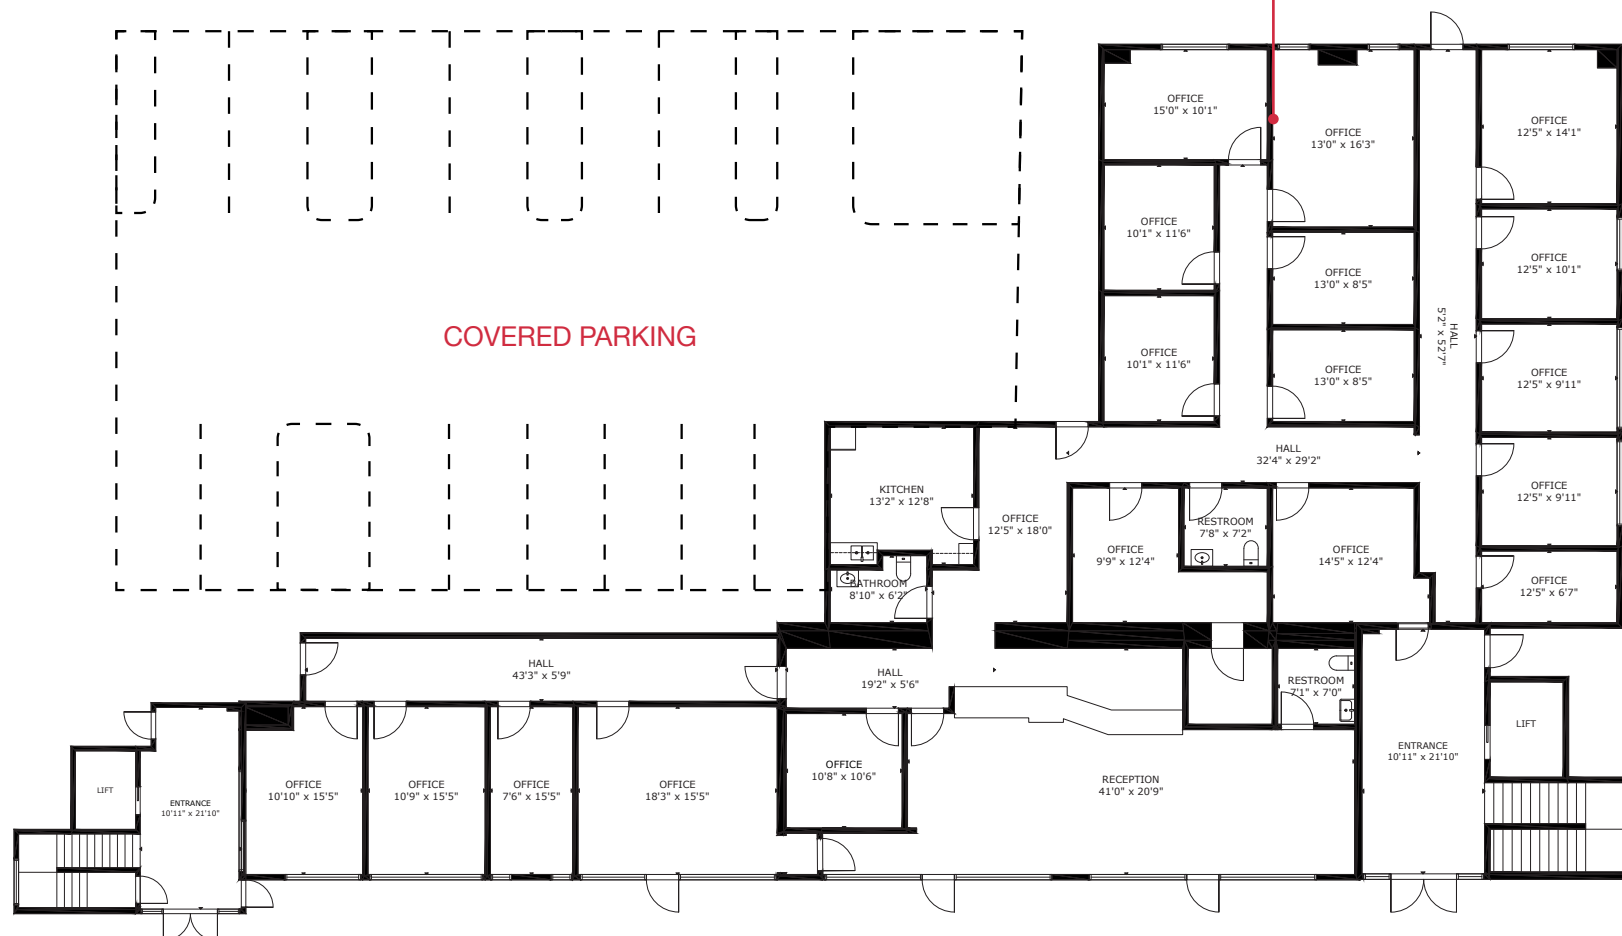 OFFICE
15'0" x 10'1"
OFFICE
13'0" x 16'3"
OFFICE
12'5" x 14'1"
OFFICE
10'1" x 11'6"
OFFICE
13'0" x 8'5"
OFFICE
12'5" x 10'1"
COVERED PARKING
HALL
5'2" x 52'7"
OFFICE
10'1" x 11'6"
OFFICE
13'0" x 8'5"
OFFICE
12'5" x 9'11"
HALL
32'4" x 29'2"
KITCHEN
13'2" x 12'8"
OFFICE
12'5" x 18'0"
RESTROOM
7'8" x 7'2"
OFFICE
12'5" x 9'11"
OFFICE
9'9" x 12'4"
OFFICE
14'5" x 12'4"
BATHROOM
8'10" x 6'2"
OFFICE
12'5" x 6'7"
HALL
43'3" x 5'9"
HALL
19'2" x 5'6"
RESTROOM
7'1" x 7'0"
LIFT
ENTRANCE
10'11" x 21'10"
LIFT
ENTRANCE
10'11" x 21'10"
OFFICE
10'10" x 15'5"
OFFICE
10'9" x 15'5"
OFFICE
7'6" x 15'5"
OFFICE
18'3" x 15'5"
OFFICE
10'8" x 10'6"
RECEPTION
41'0" x 20'9"